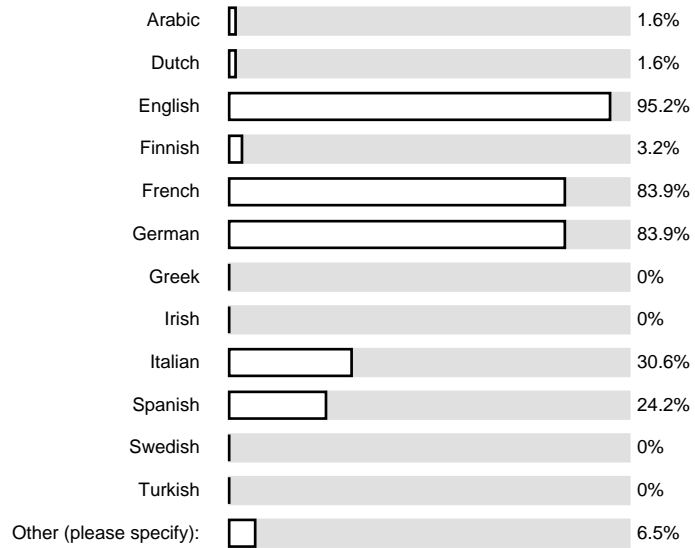 Arabic 1.6%
Dutch 1.6%
English 95.2%
Finnish 3.2%
French 83.9%
German 83.9%
Greek 0%
Irish 0%
Italian 30.6%
Spanish 24.2%
Swedish 0%
Turkish 0%
Other (please specify): 6.5%